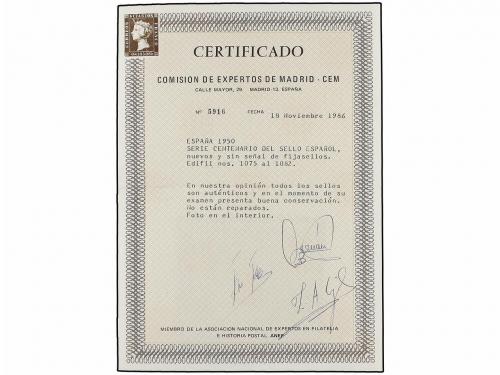 CERTIFICADO
COMISION DE EXPERTOS DE MADRID - CEM
CALLE MAYOR, 29. MADRID-13. ESPAÑA
Nº 5916 FECHA 18 Noviembre 1986
ESPAÑA 1950
SERIE CENTENARIO DEL SELLO ESPAÑOL,
nuevos y sin señal de fijasellos.
Edifil nos. 1075 al 1082.
En nuestra opinión todos los sellos
son auténticos y en el momento de su
examen presenta buena conservación.
No están reparados.
Foto en el interior.
MIEMBRO DE LA ASOCIACION NACIONAL DE EXPERTOS EN FILATELIA
E HISTORIA POSTAL ANEF